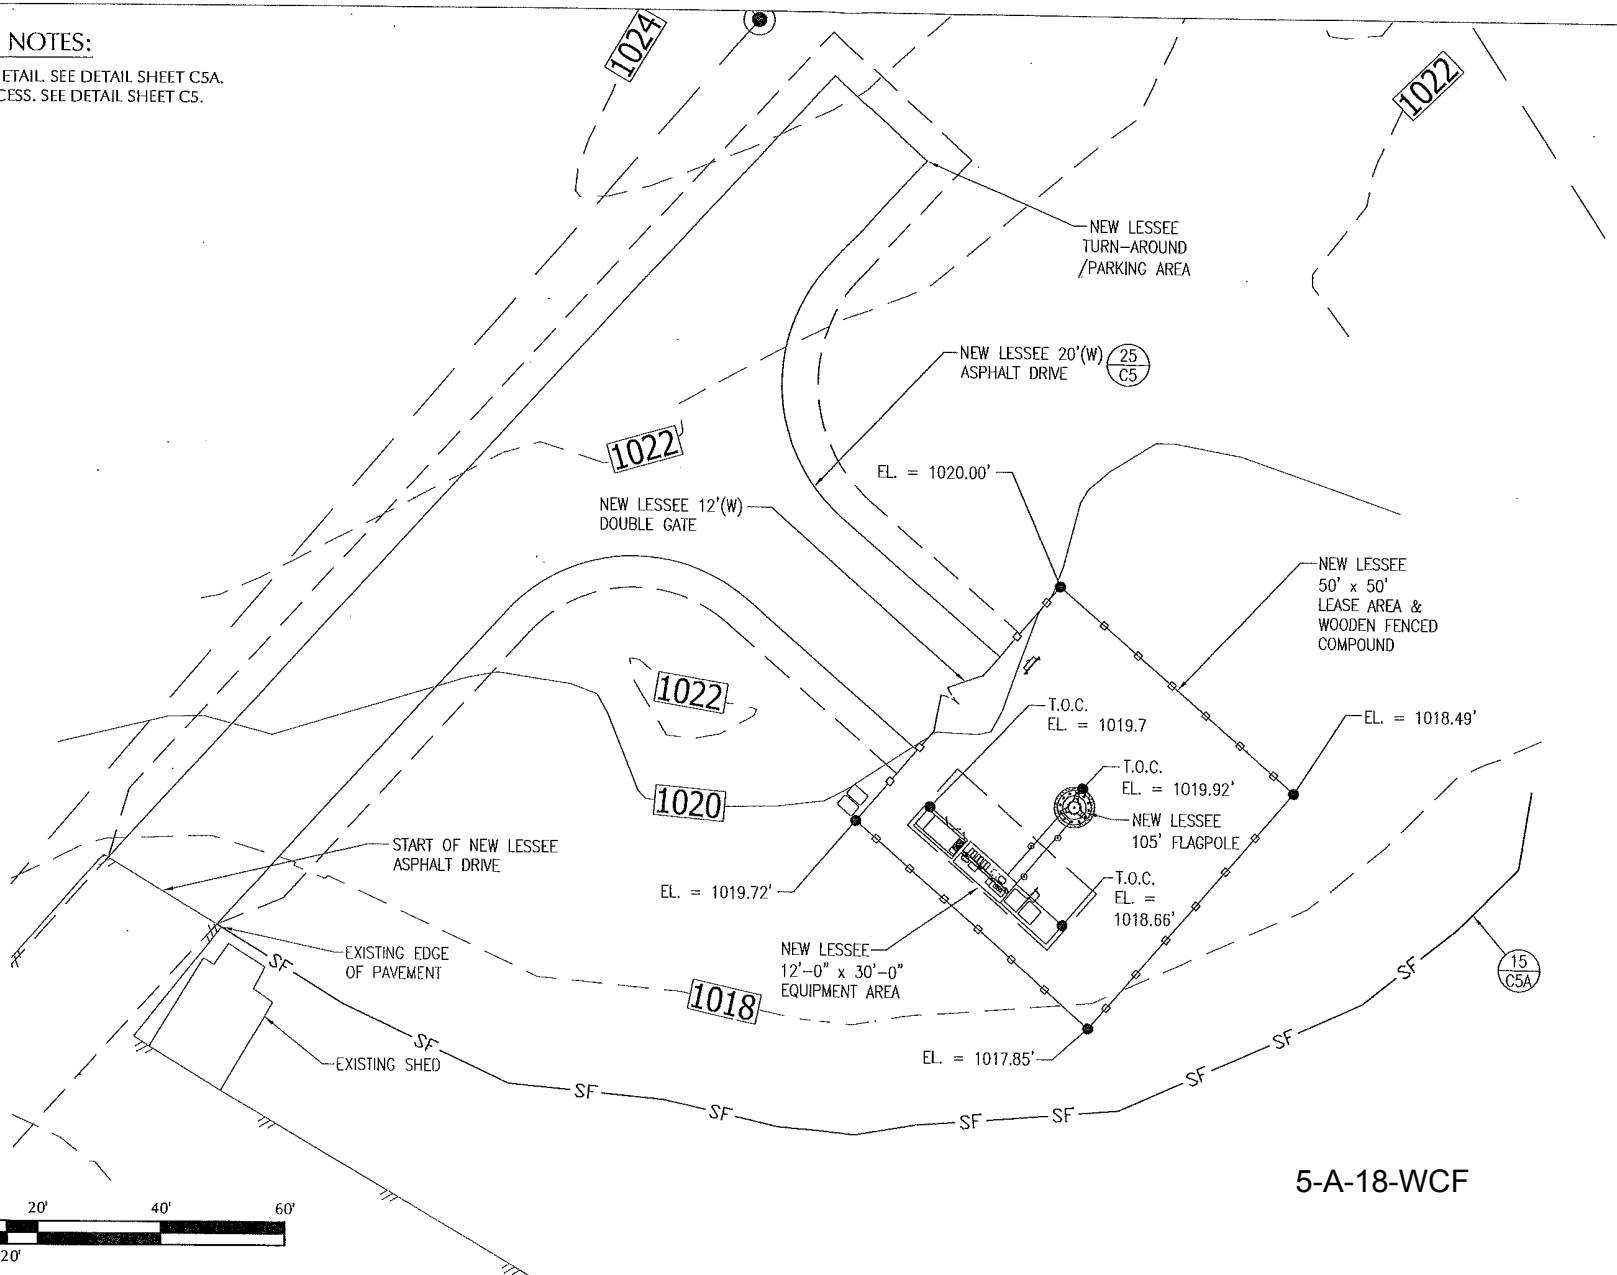 NOTES:
ETAIL. SEE DETAIL SHEET C5A.
CESS. SEE DETAIL SHEET C5.
1024
1022
NEW LESSEE
TURN-AROUND
/PARKING AREA
NEW LESSEE 20'(W)
ASPHALT DRIVE
25
C5
1022
EL. = 1020.00'
NEW LESSEE 12'(W)
DOUBLE GATE
NEW LESSEE
50' x 50'
LEASE AREA &
WOODEN FENCED
COMPOUND
1022
T.O.C.
EL. = 1019.7
EL. = 1018.49'
T.O.C.
EL. = 1019.92'
1020
NEW LESSEE
105' FLAGPOLE
START OF NEW LESSEE
ASPHALT DRIVE
EL. = 1019.72'
T.O.C.
EL. =
1018.66'
EXISTING EDGE
OF PAVEMENT
NEW LESSEE
12'-0" x 30'-0"
EQUIPMENT AREA
15
C5A
1018
EXISTING SHED
EL. = 1017.85'
SF
SF
SF
SF
SF
SF
SF
SF
SF
5-A-18-WCF
20'
40'
60'
20'